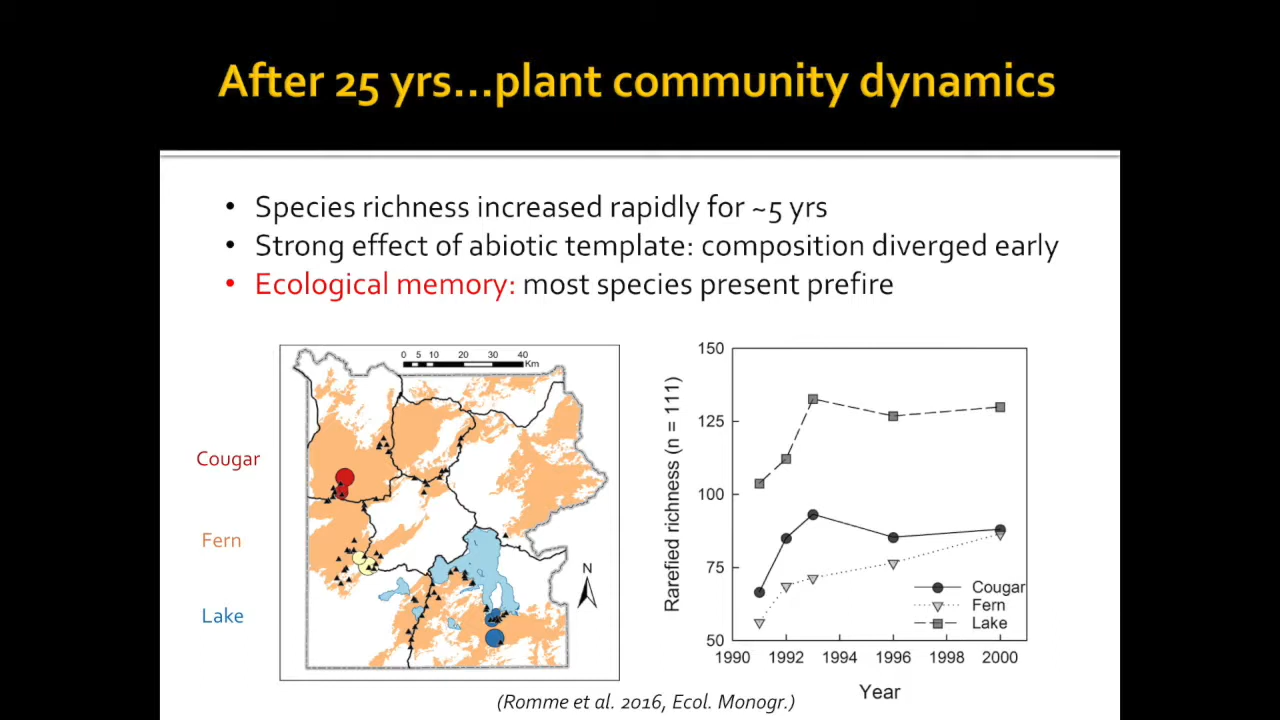 After 25 yrs...plant community dynamics
• Species richness increased rapidly for ~5 yrs
• Strong effect of abiotic template: composition diverged early
• Ecological memory: most species present prefire
0 5 10 20 30 40
Km
Cougar
Fern
Lake
N
Rarefied richness (n = 111)
150
125
100
75
50
1990 1992 1994 1996 1998 2000
Year
Cougar
Fern
Lake
(Romme et al. 2016, Ecol. Monogr.)